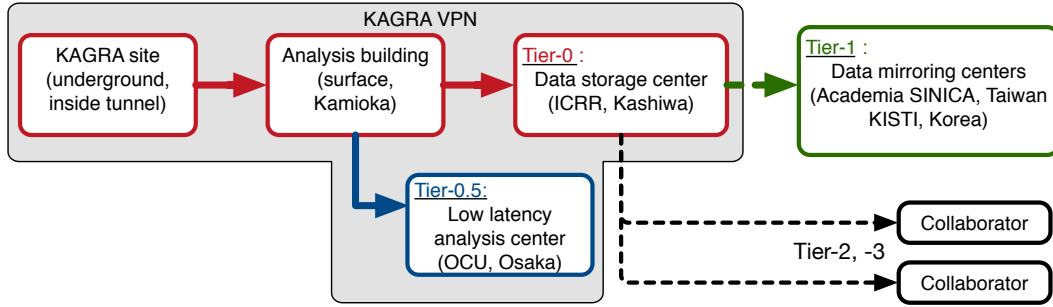 KAGRA VPN
KAGRA site
(underground,
inside tunnel)
Analysis building
(surface,
Kamioka)
Tier-0 :
Data storage center
(ICRR, Kashiwa)
Tier-1 :
Data mirroring centers
(Academia SINICA, Taiwan
KISTI, Korea)
Tier-0.5:
Low latency
analysis center
(OCU, Osaka)
Collaborator
Tier-2, -3
Collaborator